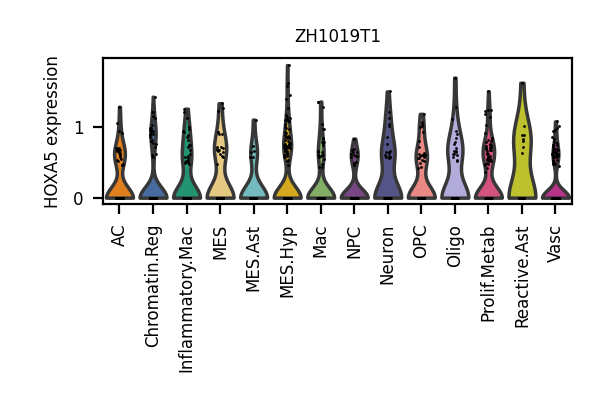 ZH1019T1
HOXA5 expression
1
0
AC
Chromatin.Reg
Inflammatory.Mac
MES
MES.Ast
MES.Hyp
Mac
NPC
Neuron
OPC
Oligo
Prolif.Metab
Reactive.Ast
Vasc